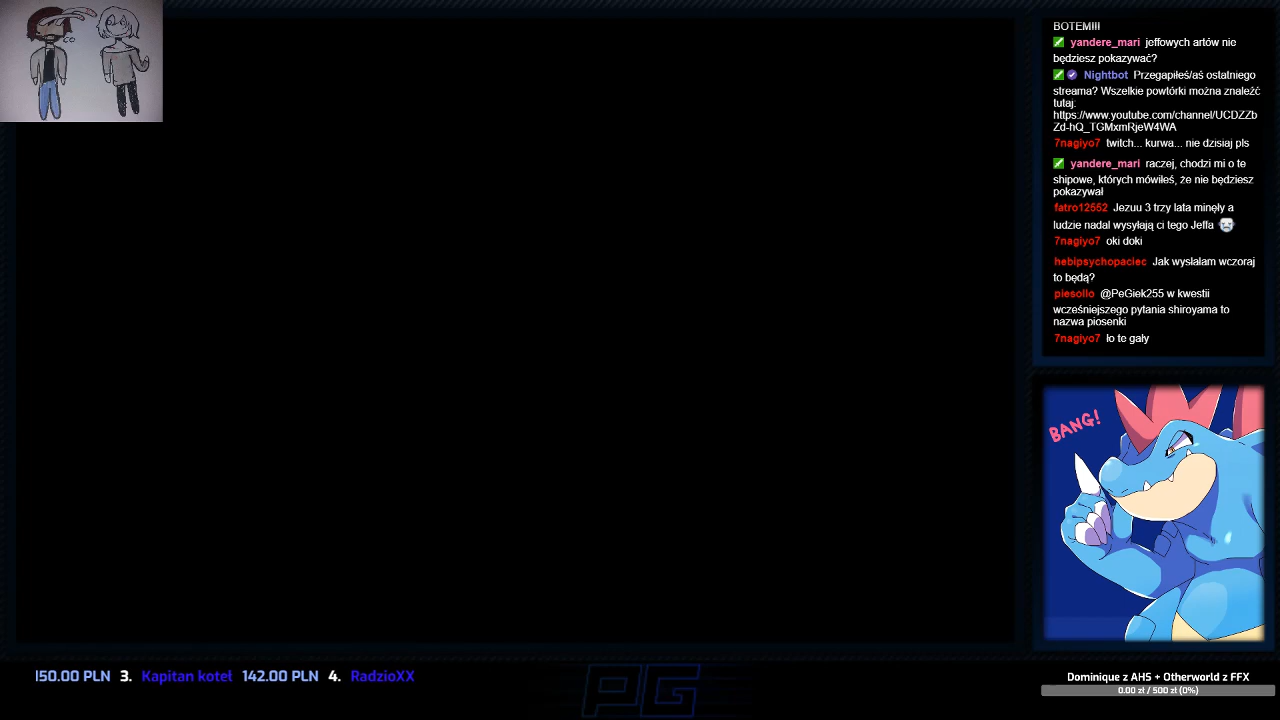 BOTEM!!!
yandere_mari jeffowych artów nie
będziesz pokazywać?
Nightbot Przegapiłeś/aś ostatniego
streama? Wszelkie powtórki można znaleźć
tutaj:
https://www.youtube.com/channel/UCDZZb
Zd-hQ_TGMxmRjeW4WA
7nagiyo7 twitch... kurwa... nie dzisiaj pls
yandere_mari raczej, chodzi mi o te
shipowe, których mówiłeś, że nie będziesz
pokazywał
fatro12552 Jezuu 3 trzy lata minęły a
ludzie nadal wysyłają ci tego Jeffa
7nagiyo7 oki doki
hebipsychopaciec Jak wysłałam wczoraj
to będą?
piesollo @PeGiek255 w kwestii
wcześniejszego pytania shiroyama to
nazwa piosenki
7nagiyo7 ło te gały
BANG!
150.00 PLN 3. Kapitan koteł 142.00 PLN 4. RadzioXX
PG
Dominique z AHS + Otherworld z FFX
0.00 zł / 500 zł (0%)